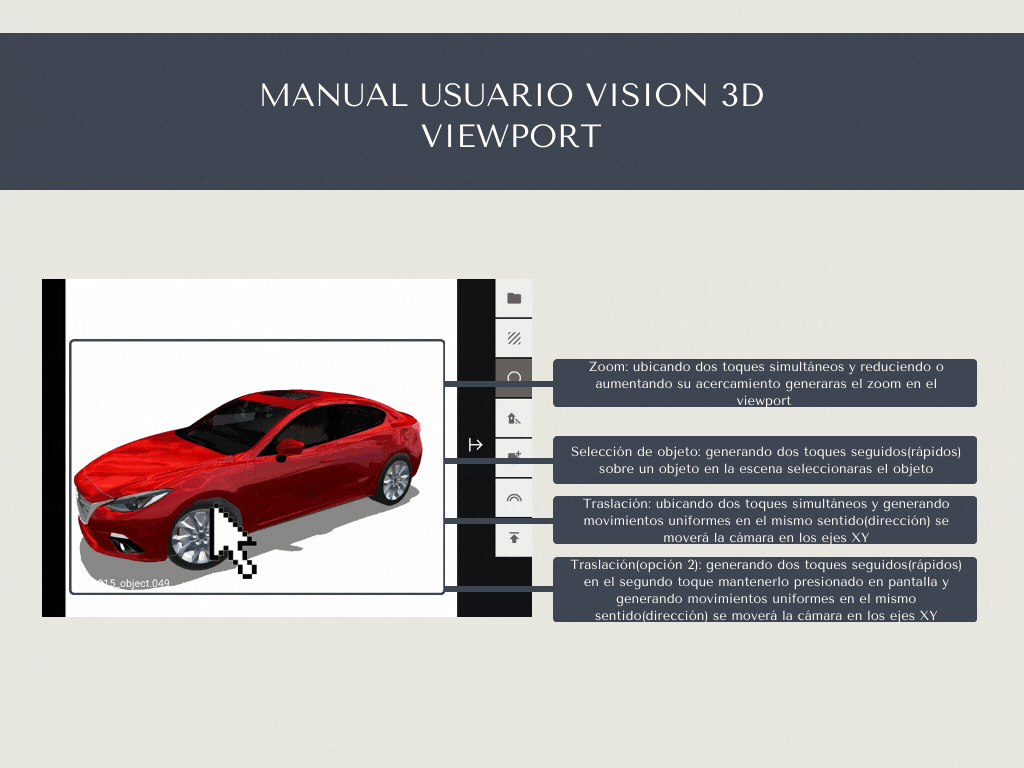 MANUAL USUARIO VISION 3D
VIEWPORT
Zoom: ubicando dos toques simultáneos y reduciendo o
aumentando su acercamiento generaras el zoom en el
viewport
Selección de objeto: generando dos toques seguidos(rápidos)
sobre un objeto en la escena seleccionaras el objeto
Traslación: ubicando dos toques simultáneos y generando
movimientos uniformes en el mismo sentido(dirección) se
moverá la cámara en los ejes XY
Traslación(opción 2): generando dos toques seguidos(rápidos)
en el segundo toque mantenerlo presionado en pantalla y
generando movimientos uniformes en el mismo
sentido(dirección) se moverá la cámara en los ejes XY
15_object.049